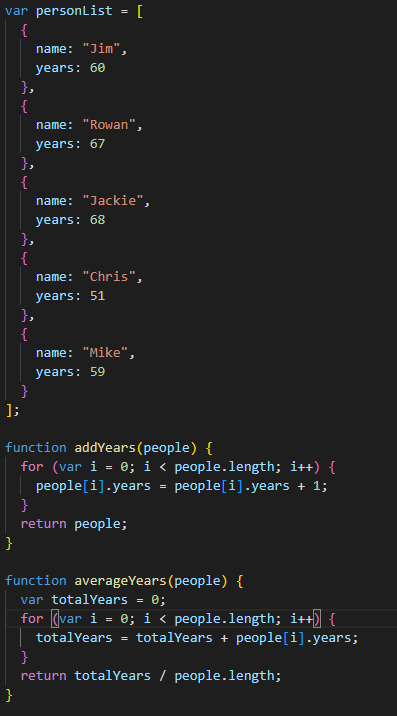 var personList = [
  {
    name: "Jim",
    years: 60
  },
  {
    name: "Rowan",
    years: 67
  },
  {
    name: "Jackie",
    years: 68
  },
  {
    name: "Chris",
    years: 51
  },
  {
    name: "Mike",
    years: 59
  }
];

function addYears(people) {
  for (var i = 0; i < people.length; i++) {
    people[i].years = people[i].years + 1;
  }
  return people;
}

function averageYears(people) {
  var totalYears = 0;
  for (var i = 0; i < people.length; i++) {
    totalYears = totalYears + people[i].years;
  }
  return totalYears / people.length;
}